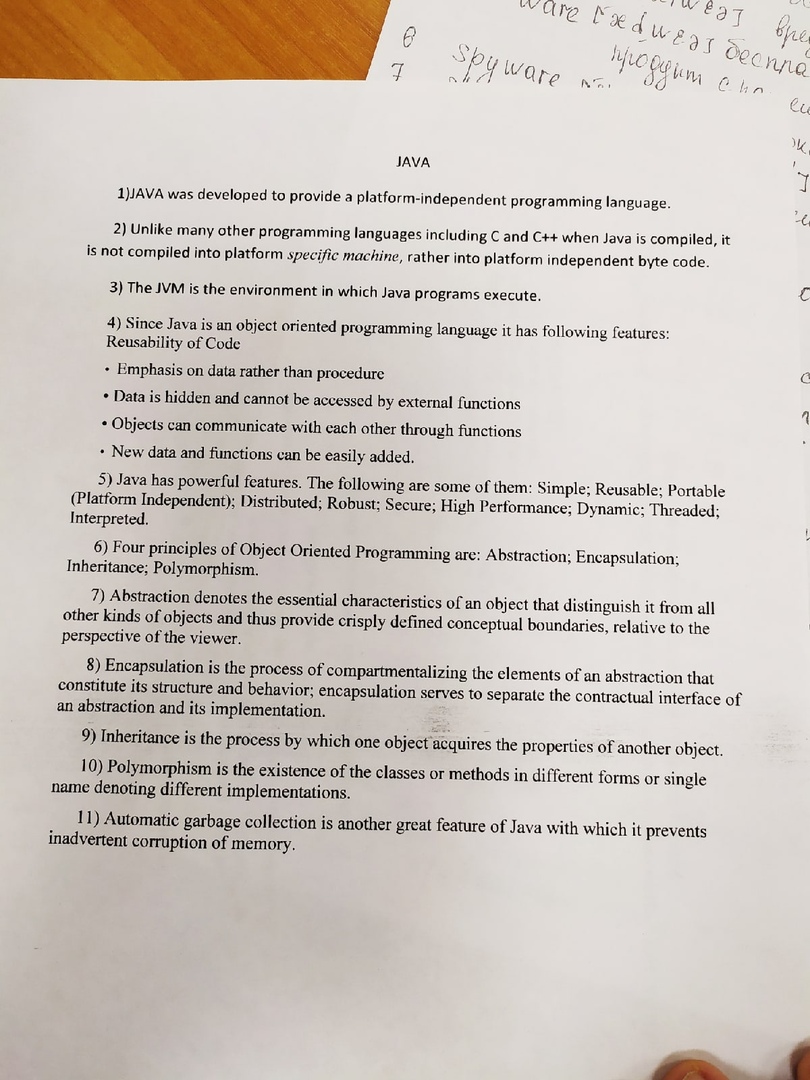 ware
6
7 Spyware продит
JAVA
1)JAVA was developed to provide a platform-independent programming language.
2) Unlike many other programming languages including C and C++ when Java is compiled, it
is not compiled into platform specific machine, rather into platform independent byte code.
3) The JVM is the environment in which Java programs execute.
4) Since Java is an object oriented programming language it has following features:
Reusability of Code
• Emphasis on data rather than procedure
• Data is hidden and cannot be accessed by external functions
• Objects can communicate with each other through functions
• New data and functions can be easily added.
5) Java has powerful features. The following are some of them: Simple; Reusable; Portable
(Platform Independent); Distributed; Robust; Secure; High Performance; Dynamic; Threaded;
Interpreted.
6) Four principles of Object Oriented Programming are: Abstraction; Encapsulation;
Inheritance; Polymorphism.
7) Abstraction denotes the essential characteristics of an object that distinguish it from all
other kinds of objects and thus provide crisply defined conceptual boundaries, relative to the
perspective of the viewer.
8) Encapsulation is the process of compartmentalizing the elements of an abstraction that
constitute its structure and behavior; encapsulation serves to separate the contractual interface of
an abstraction and its implementation.
9) Inheritance is the process by which one object acquires the properties of another object.
10) Polymorphism is the existence of the classes or methods in different forms or single
name denoting different implementations.
11) Automatic garbage collection is another great feature of Java with which it prevents
inadvertent corruption of memory.